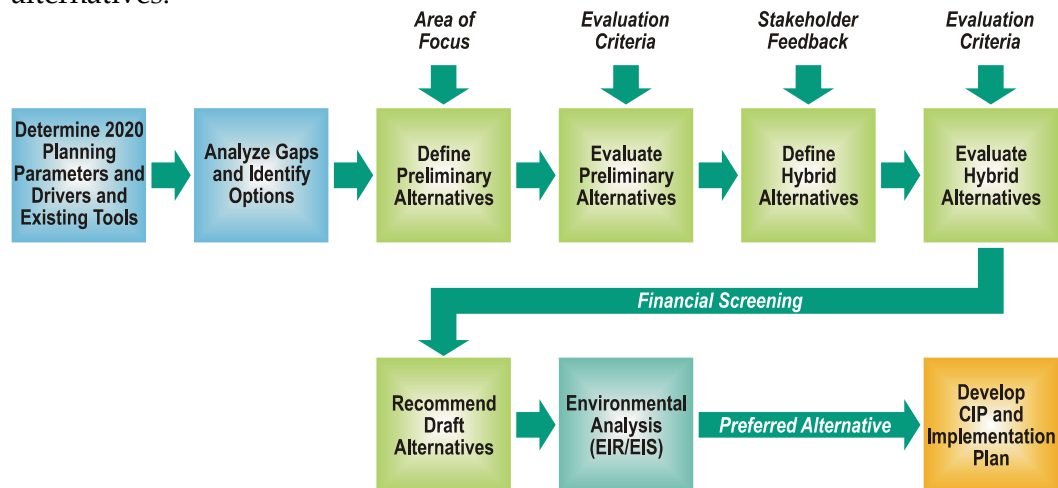 alternatives.
Area of
Focus
Evaluation
Criteria
Stakeholder
Feedback
Evaluation
Criteria
Determine 2020
Planning
Parameters and
Drivers and
Existing Tools
Analyze Gaps
and Identify
Options
Define
Preliminary
Alternatives
Evaluate
Preliminary
Alternatives
Define
Hybrid
Alternatives
Evaluate
Hybrid
Alternatives
Financial Screening
Recommend
Draft
Alternatives
Environmental
Analysis
(EIR/EIS)
Preferred Alternative
Develop
CIP and
Implementation
Plan